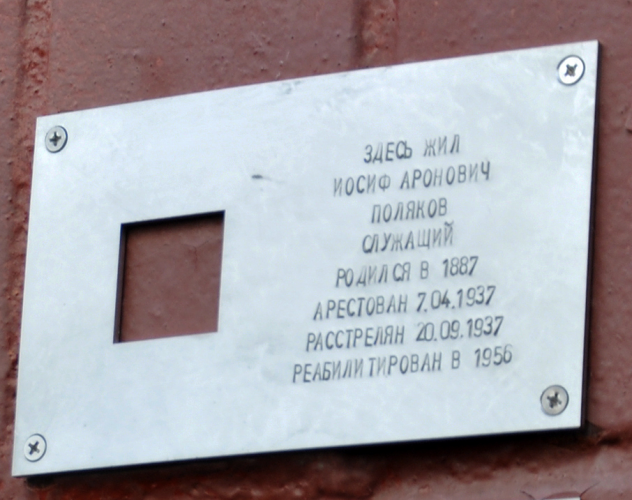 ЗДЕСЬ ЖИЛ
ИОСИФ АРОНОВИЧ
ПОЛЯКОВ
СЛУЖАЩИЙ
РОДИЛСЯ В 1887
АРЕСТОВАН 7.04.1937
РАССТРЕЛЯН 20.09.1937
РЕАБИЛИТИРОВАН В 1956